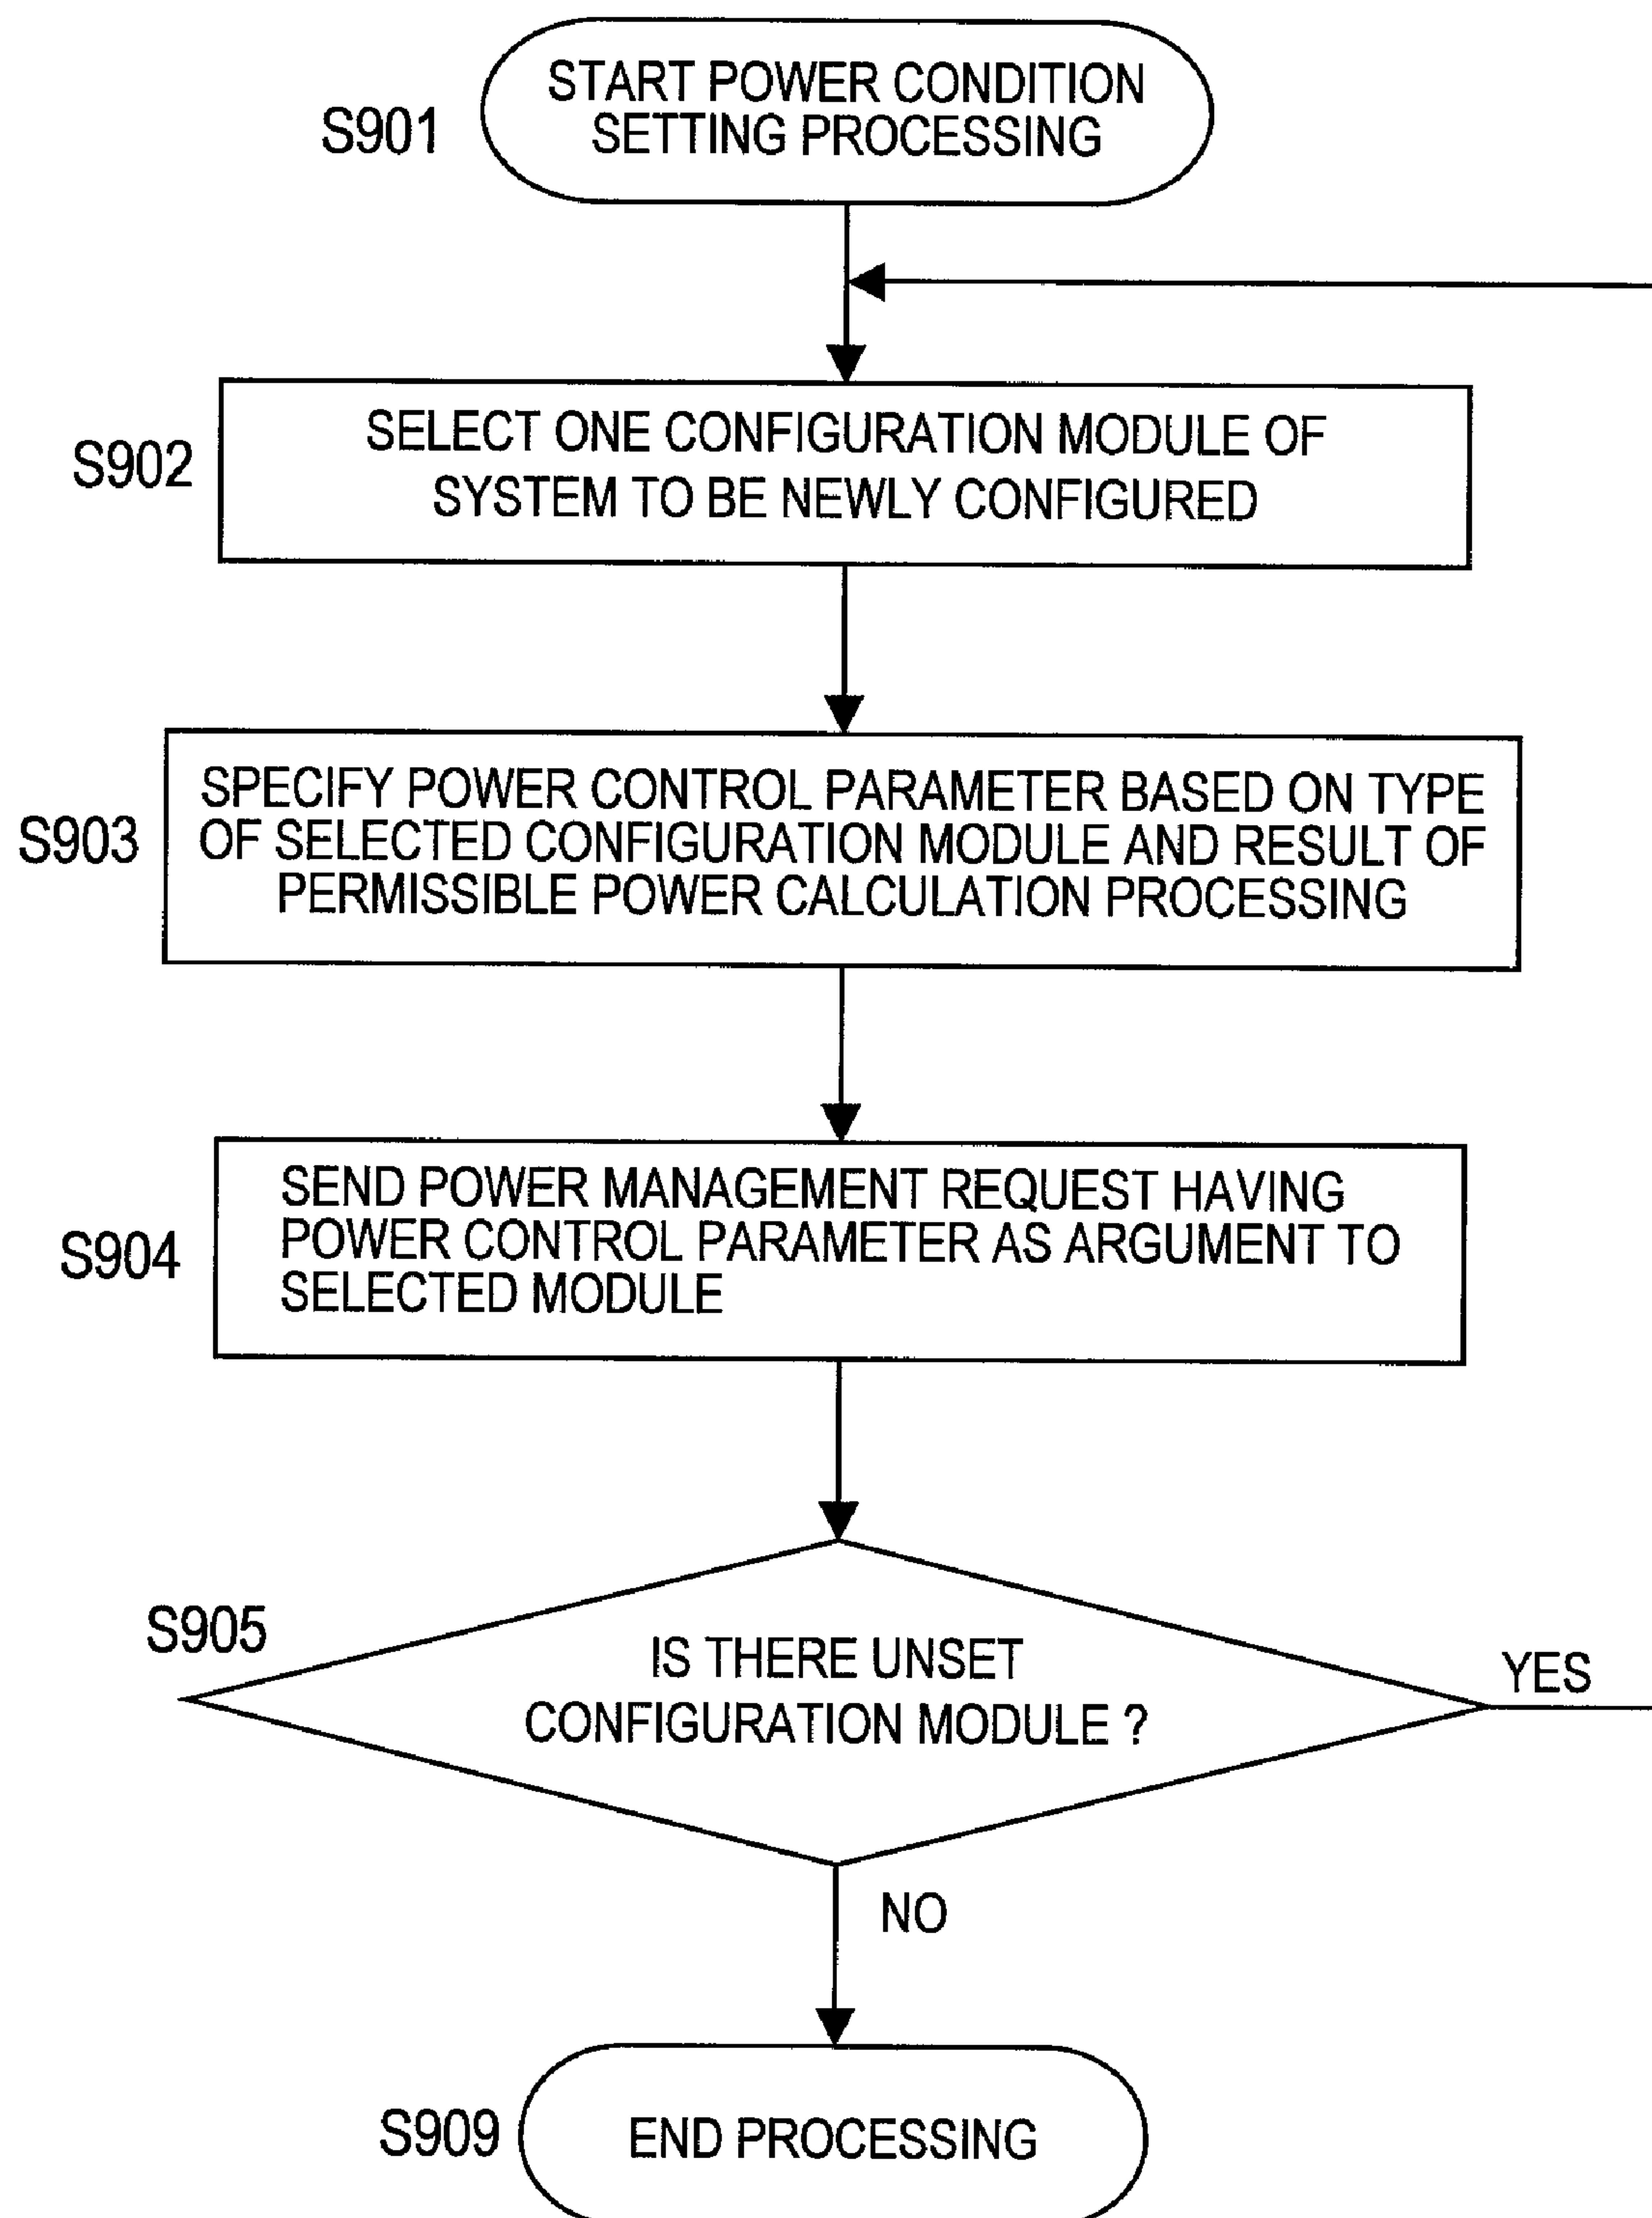 S901
START POWER CONDITION
SETTING PROCESSING
S902
SELECT ONE CONFIGURATION MODULE OF
SYSTEM TO BE NEWLY CONFIGURED
S903
SPECIFY POWER CONTROL PARAMETER BASED ON TYPE
OF SELECTED CONFIGURATION MODULE AND RESULT OF
PERMISSIBLE POWER CALCULATION PROCESSING
S904
SEND POWER MANAGEMENT REQUEST HAVING
POWER CONTROL PARAMETER AS ARGUMENT TO
SELECTED MODULE
S905
IS THERE UNSET
CONFIGURATION MODULE ?
YES
NO
S909
END PROCESSING